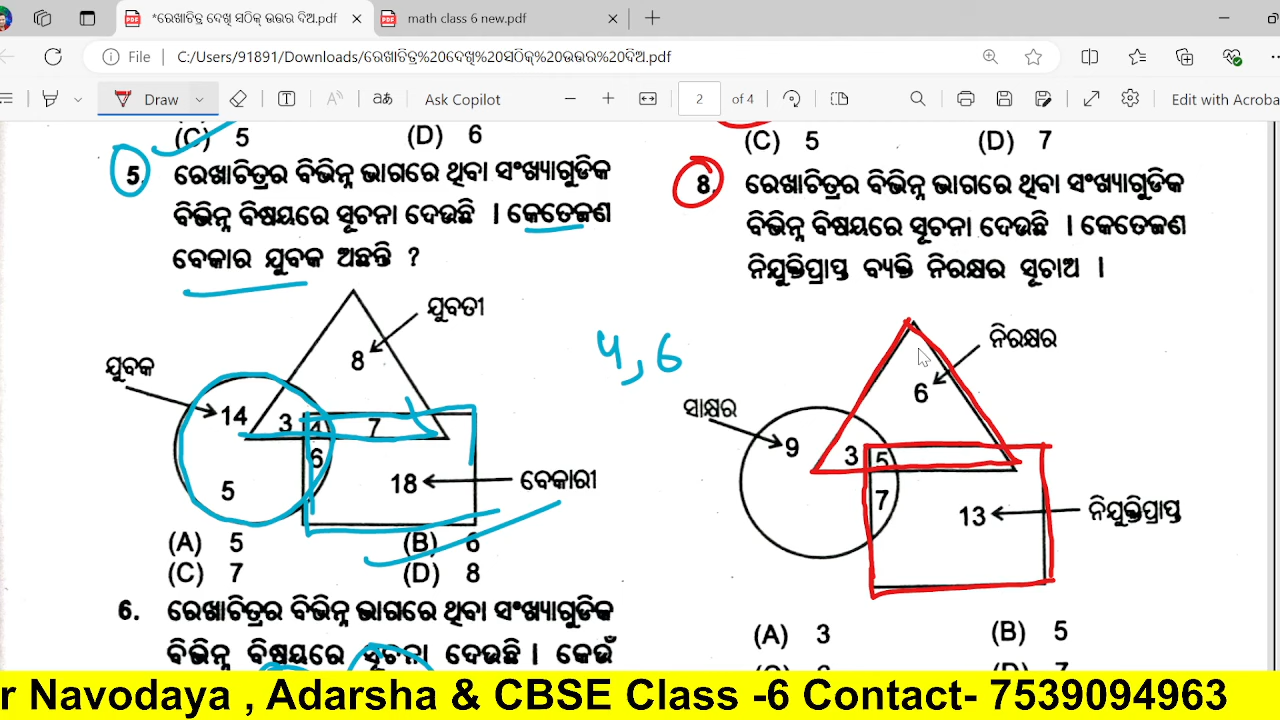 *ରେଖାଚିତ୍ର ଦେଖି ସଠିକ୍ ଉତ୍ତର ଦିଅ.pdf
math class 6 new.pdf
File
C:/Users/91891/Downloads/ରେଖାଚିତ୍ର%20ଦେଖି%20ସଠିକ୍%20ଉତ୍ତର%20ଦିଅ.pdf
Draw
Ask Copilot
2 of 4
Edit with Acroba
(C) 5 (D) 6
5. ରେଖାଚିତ୍ରର ବିଭିନ୍ନ ଭାଗରେ ଥିବା ସଂଖ୍ୟାଗୁଡିକ
ବିଭିନ୍ନ ବିଷୟରେ ସୂଚନା ଦେଉଛି । କେତେଜଣ
ବେକାର ଯୁବକ ଅଛନ୍ତି ?
ଯୁବତୀ
8
ଯୁବକ
14
3 4 7
6
5
18
ବେକାରୀ
4, 6
(A) 5 (B) 6
(C) 7 (D) 8
6. ରେଖାଚିତ୍ରର ବିଭିନ୍ନ ଭାଗରେ ଥିବା ସଂଖ୍ୟାଗୁଡିକ
ବିଭିନ୍ନ ବିଷୟରେ ସୂଚନା ଦେଉଛି । କେଉଁ
(C) 5 (D) 7
8. ରେଖାଚିତ୍ରର ବିଭିନ୍ନ ଭାଗରେ ଥିବା ସଂଖ୍ୟାଗୁଡିକ
ବିଭିନ୍ନ ବିଷୟରେ ସୂଚନା ଦେଉଛି । କେତେଜଣ
ନିଯୁକ୍ତିପ୍ରାପ୍ତ ବ୍ୟକ୍ତି ନିରକ୍ଷର ସୂଚାଅ ।
ନିରକ୍ଷର
6
ସାକ୍ଷର
9
3 5
7
13
ନିଯୁକ୍ତିପ୍ରାପ୍ତ
(A) 3 (B) 5
r Navodaya , Adarsha & CBSE Class -6 Contact- 7539094963